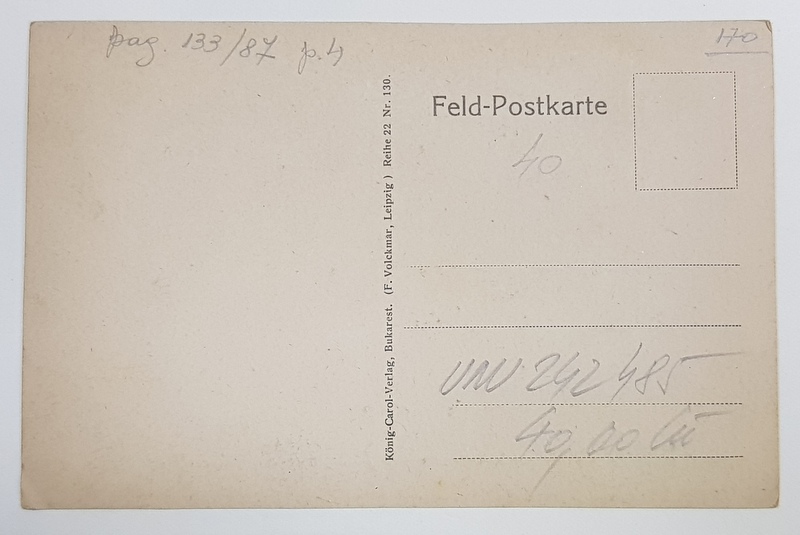 pag. 133/87 p.4
170
Feld-Postkarte
40
König-Carol-Verlag, Bukarest. (F. Volckmar, Leipzig) Reihe 22 Nr. 130.
242485
40,00 lei